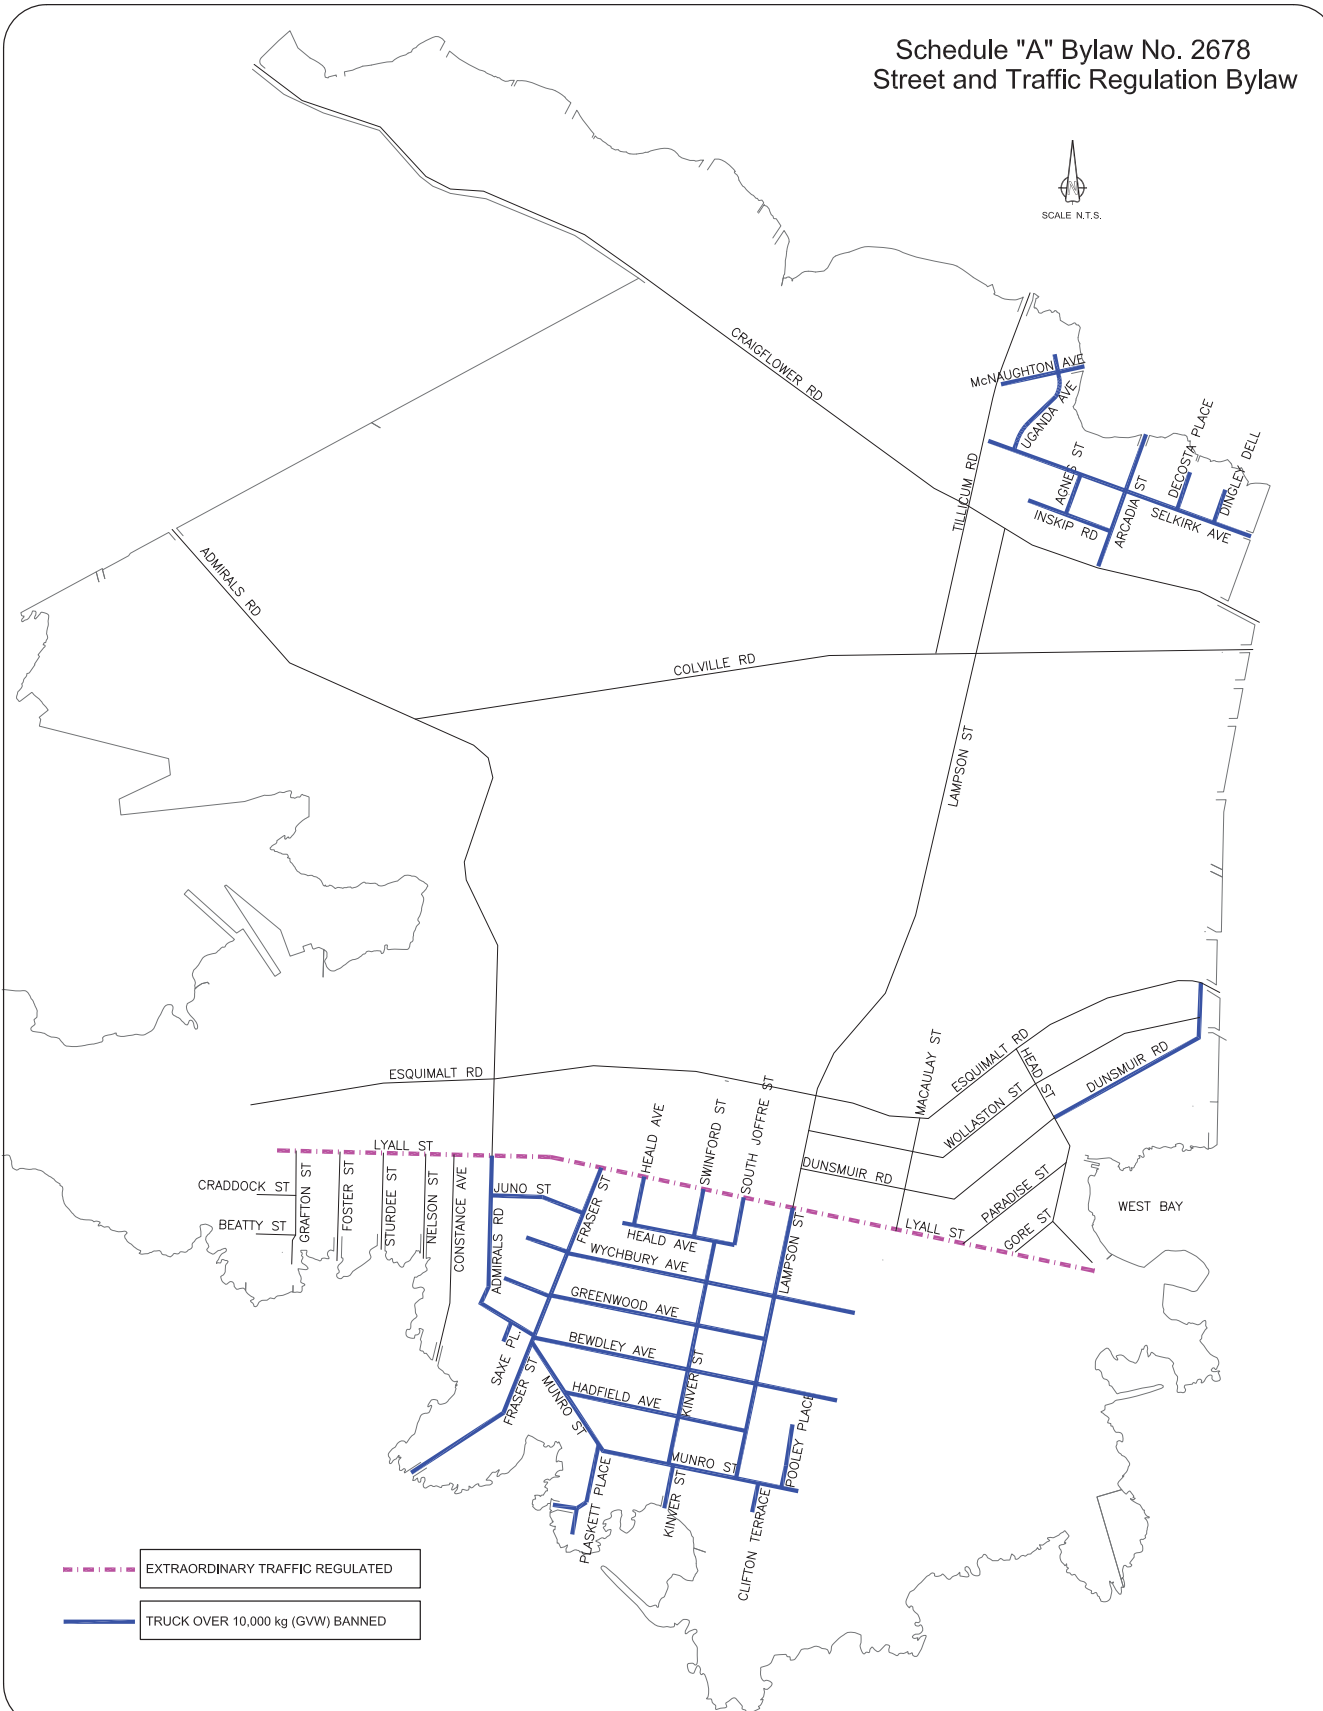 Schedule "A" Bylaw No. 2678
Street and Traffic Regulation Bylaw
N
SCALE N.T.S.
CRAIGFLOWER RD
McNAUGHTON AVE
UGANDA AVE
TILLICUM RD
AGNES ST
INSKIP RD
ARCADIA ST
DECOSTA PLACE
DINGLEY DELL
SELKIRK AVE
ADMIRALS RD
COLVILLE RD
LAMPSON ST
ESQUIMALT RD
MACAULAY ST
ESQUIMALT RD
HEAD ST
DUNSMUIR RD
WOLLASTON ST
LYALL ST
HEALD AVE
SWINFORD ST
SOUTH JOFFRE ST
DUNSMUIR RD
CRADDOCK ST
BEATTY ST
GRAFTON ST
FOSTER ST
STURDEE ST
NELSON ST
CONSTANCE AVE
ADMIRALS RD
JUNO ST
FRASER ST
HEALD AVE
WYCHBURY AVE
LAMPSON ST
LYALL ST
PARADISE ST
GORE ST
WEST BAY
GREENWOOD AVE
SAXE PL.
BEWDLEY AVE
KINVER ST
FRASER ST
MUNRO ST
HADFIELD AVE
POOLEY PLACE
MUNRO ST
PLASKETT PLACE
KINVER ST
CLIFTON TERRACE
EXTRAORDINARY TRAFFIC REGULATED
TRUCK OVER 10,000 kg (GVW) BANNED